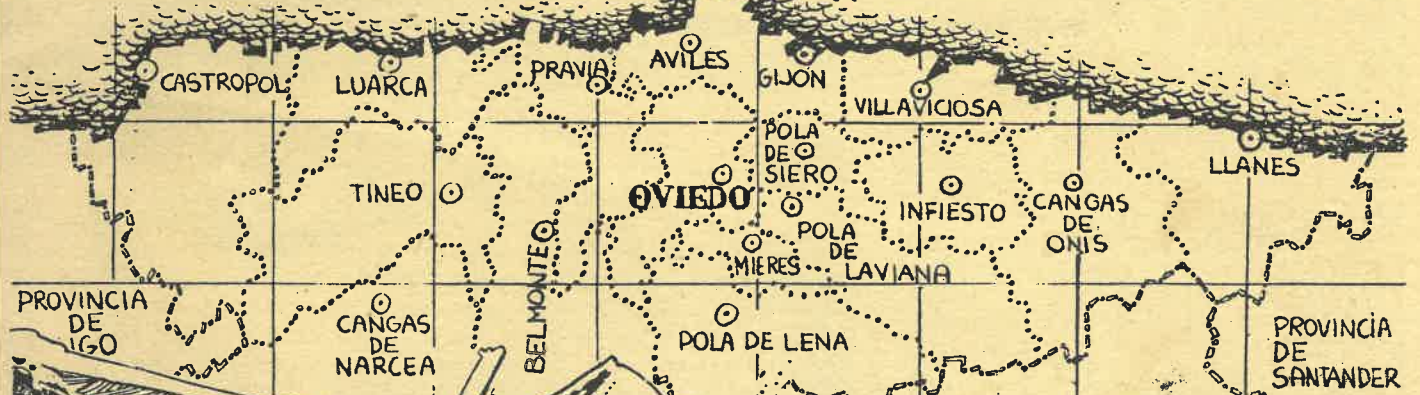 CASTROPOL
LUARCA
PRAVIA
AVILES
GIJON
VILLAVICIOSA
LLANES
TINEO
BELMONTE
OVIEDO
POLA
DE
SIERO
INFIESTO
CANGAS
DE
ONIS
MIERES
POLA
DE
LAVIANA
PROVINCIA
DE
IGO
CANGAS
DE
NARCEA
POLA DE LENA
PROVINCIA
DE
SANTANDER